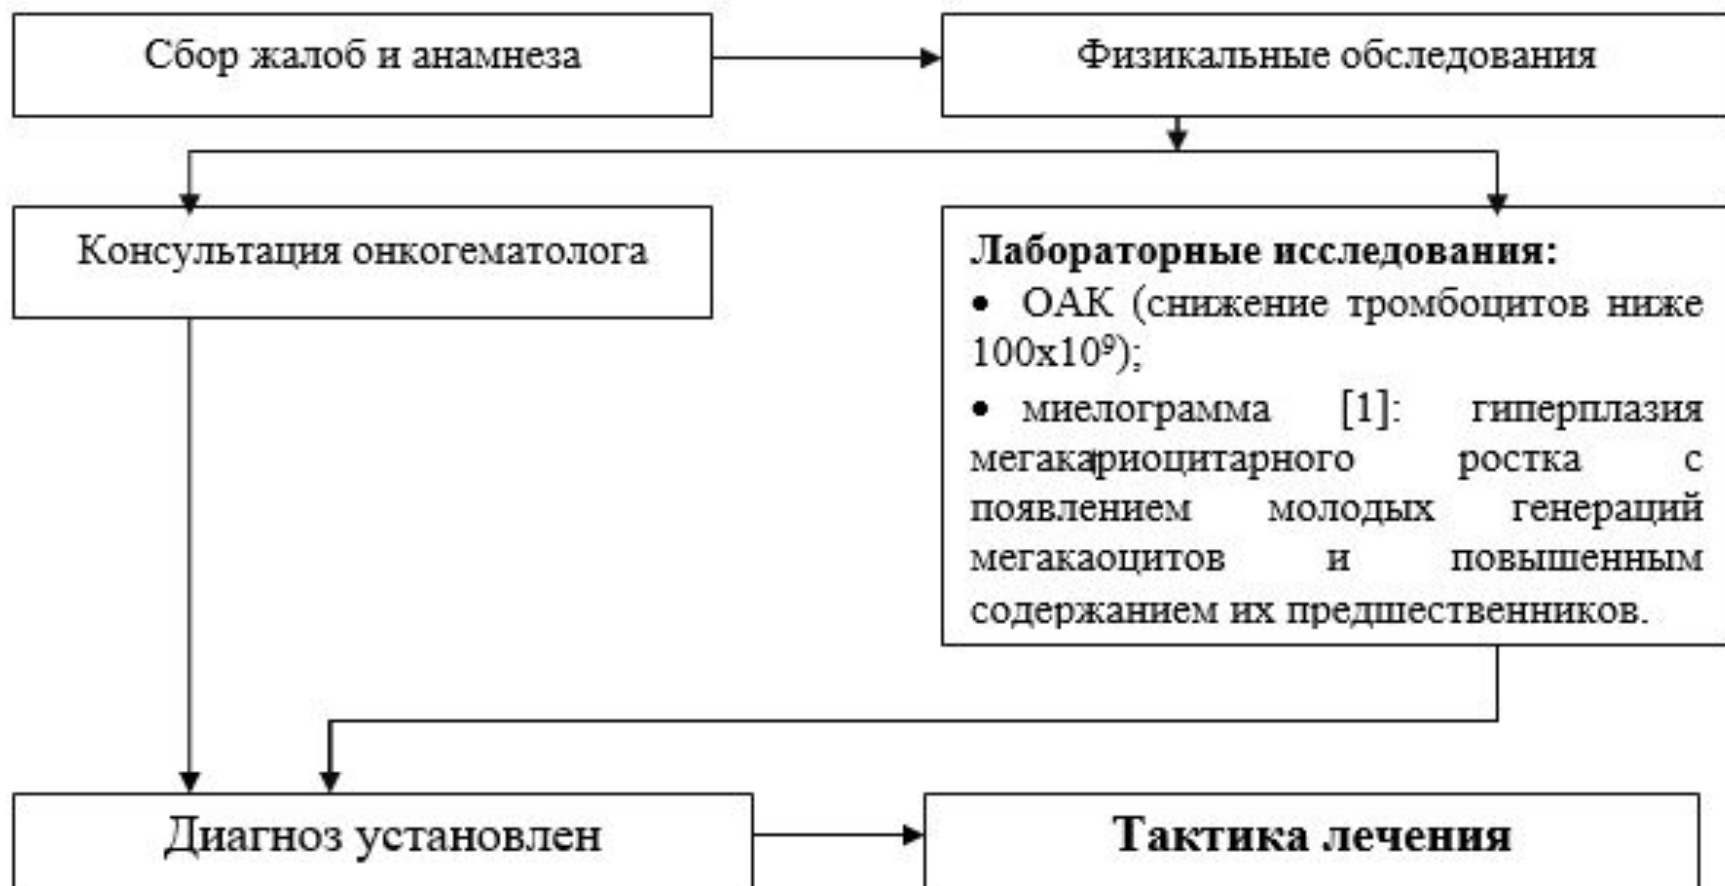 Сбор жалоб и анамнеза
Физикальные обследования
Консультация онкогематолога
Лабораторные исследования:
• ОАК (снижение тромбоцитов ниже
100х10⁹);
• миелограмма [1]: гиперплазия
мегакариоцитарного ростка с
появлением молодых генераций
мегакаоцитов и повышенным
содержанием их предшественников.
Диагноз установлен
Тактика лечения